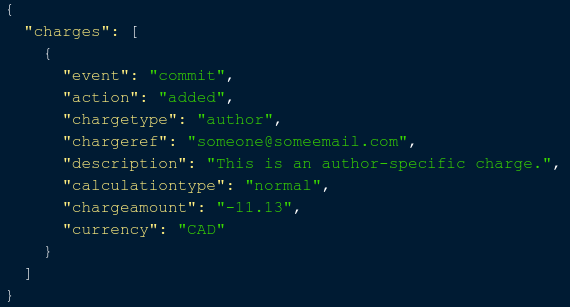 {
  "charges": [
    {
      "event": "commit",
      "action": "added",
      "chargetype": "author",
      "chargeref": "someone@someemail.com",
      "description": "This is an author-specific charge.",
      "calculationtype": "normal",
      "chargeamount": "-11.13",
      "currency": "CAD"
    }
  ]
}